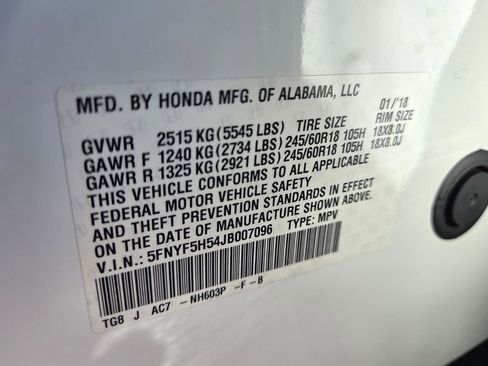 MFD. BY HONDA MFG. OF ALABAMA, LLC 01/'18
GVWR 2515 KG (5545 LBS) TIRE SIZE RIM SIZE
GAWR F 1240 KG (2734 LBS) 245/60R18 105H 18X8.0J
GAWR R 1325 KG (2921 LBS) 245/60R18 105H 18X8.0J
THIS VEHICLE CONFORMS TO ALL APPLICABLE
FEDERAL MOTOR VEHICLE SAFETY
AND THEFT PREVENTION STANDARDS IN EFFECT
ON THE DATE OF MANUFACTURE SHOWN ABOVE.
V.I.N.: 5FNYF5H54JB007096 TYPE: MPV
TG8 J AC7 -NH603P -F-B